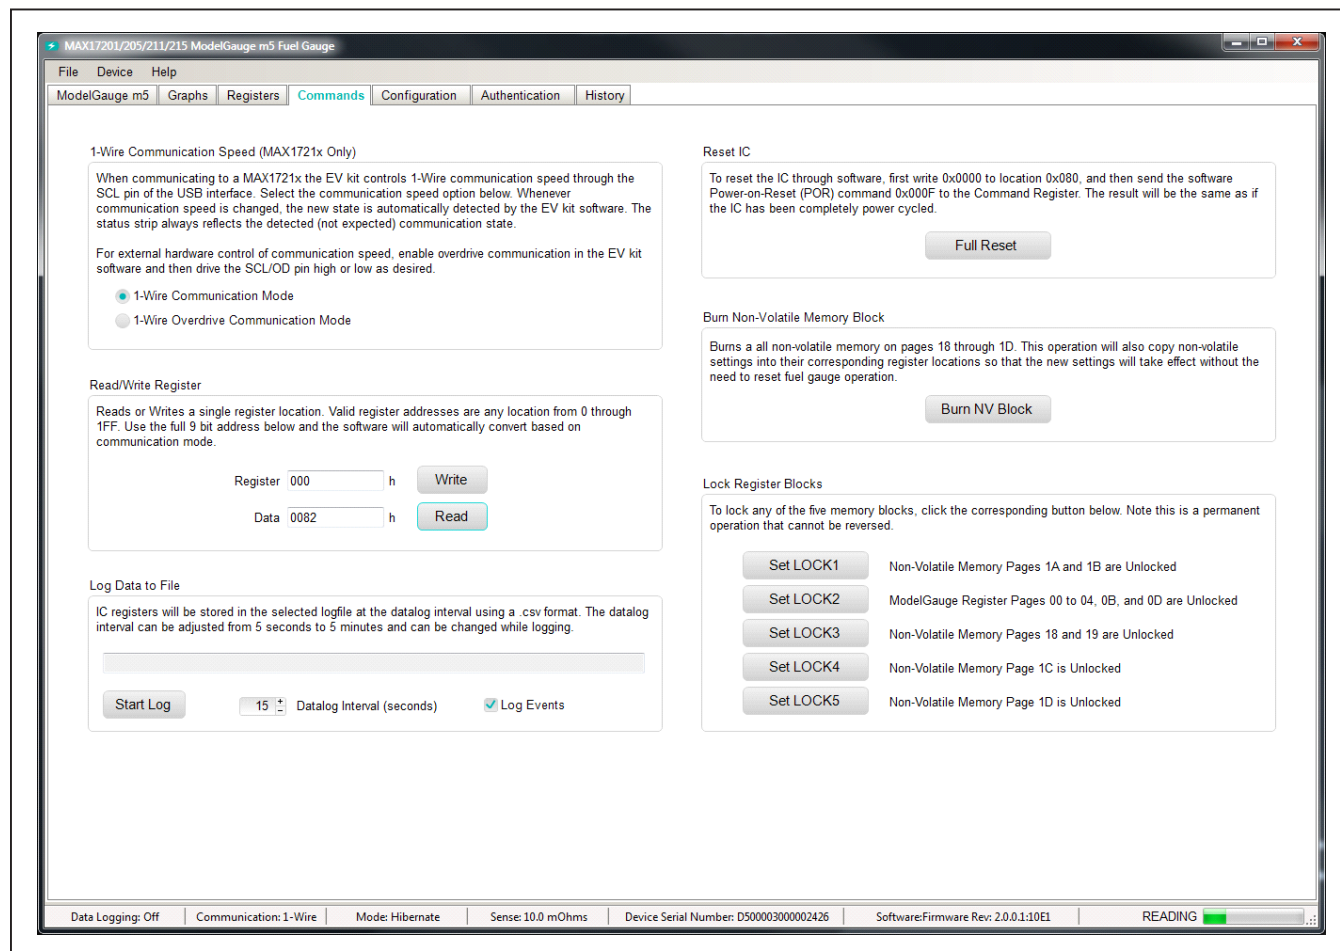 MAX17201/205/211/215 ModelGauge m5 Fuel Gauge
File Device Help
ModelGauge m5 Graphs Registers Commands Configuration Authentication History
1-Wire Communication Speed (MAX1721x Only)
When communicating to a MAX1721x the EV kit controls 1-Wire communication speed through the
SCL pin of the USB interface. Select the communication speed option below. Whenever
communication speed is changed, the new state is automatically detected by the EV kit software. The
status strip always reflects the detected (not expected) communication state.
For external hardware control of communication speed, enable overdrive communication in the EV kit
software and then drive the SCL/OD pin high or low as desired.
1-Wire Communication Mode
1-Wire Overdrive Communication Mode
Read/Write Register
Reads or Writes a single register location. Valid register addresses are any location from 0 through
1FF. Use the full 9 bit address below and the software will automatically convert based on
communication mode.
Register 000 h Write
Data 0082 h Read
Log Data to File
IC registers will be stored in the selected logfile at the datalog interval using a .csv format. The datalog
interval can be adjusted from 5 seconds to 5 minutes and can be changed while logging.
Start Log 15 Datalog Interval (seconds) Log Events
Reset IC
To reset the IC through software, first write 0x0000 to location 0x080, and then send the software
Power-on-Reset (POR) command 0x000F to the Command Register. The result will be the same as if
the IC has been completely power cycled.
Full Reset
Burn Non-Volatile Memory Block
Burns a all non-volatile memory on pages 18 through 1D. This operation will also copy non-volatile
settings into their corresponding register locations so that the new settings will take effect without the
need to reset fuel gauge operation.
Burn NV Block
Lock Register Blocks
To lock any of the five memory blocks, click the corresponding button below. Note this is a permanent
operation that cannot be reversed.
Set LOCK1 Non-Volatile Memory Pages 1A and 1B are Unlocked
Set LOCK2 ModelGauge Register Pages 00 to 04, 0B, and 0D are Unlocked
Set LOCK3 Non-Volatile Memory Pages 18 and 19 are Unlocked
Set LOCK4 Non-Volatile Memory Page 1C is Unlocked
Set LOCK5 Non-Volatile Memory Page 1D is Unlocked
Data Logging: Off Communication: 1-Wire Mode: Hibernate Sense: 10.0 mOhms Device Serial Number: D500003000002426 Software:Firmware Rev: 2.0.0.1:10E1 READING